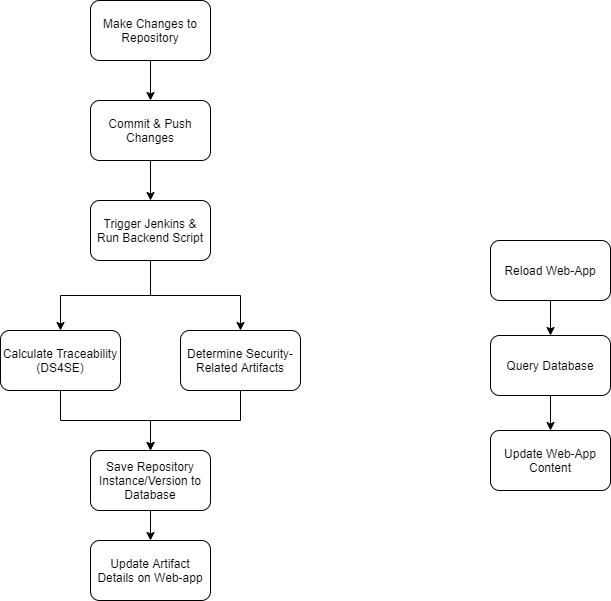 Make Changes to
Repository
Commit & Push
Changes
Trigger Jenkins &
Run Backend Script
Calculate Traceability
(DS4SE)
Determine Security-
Related Artifacts
Save Repository
Instance/Version to
Database
Update Artifact
Details on Web-app
Reload Web-App
Query Database
Update Web-App
Content